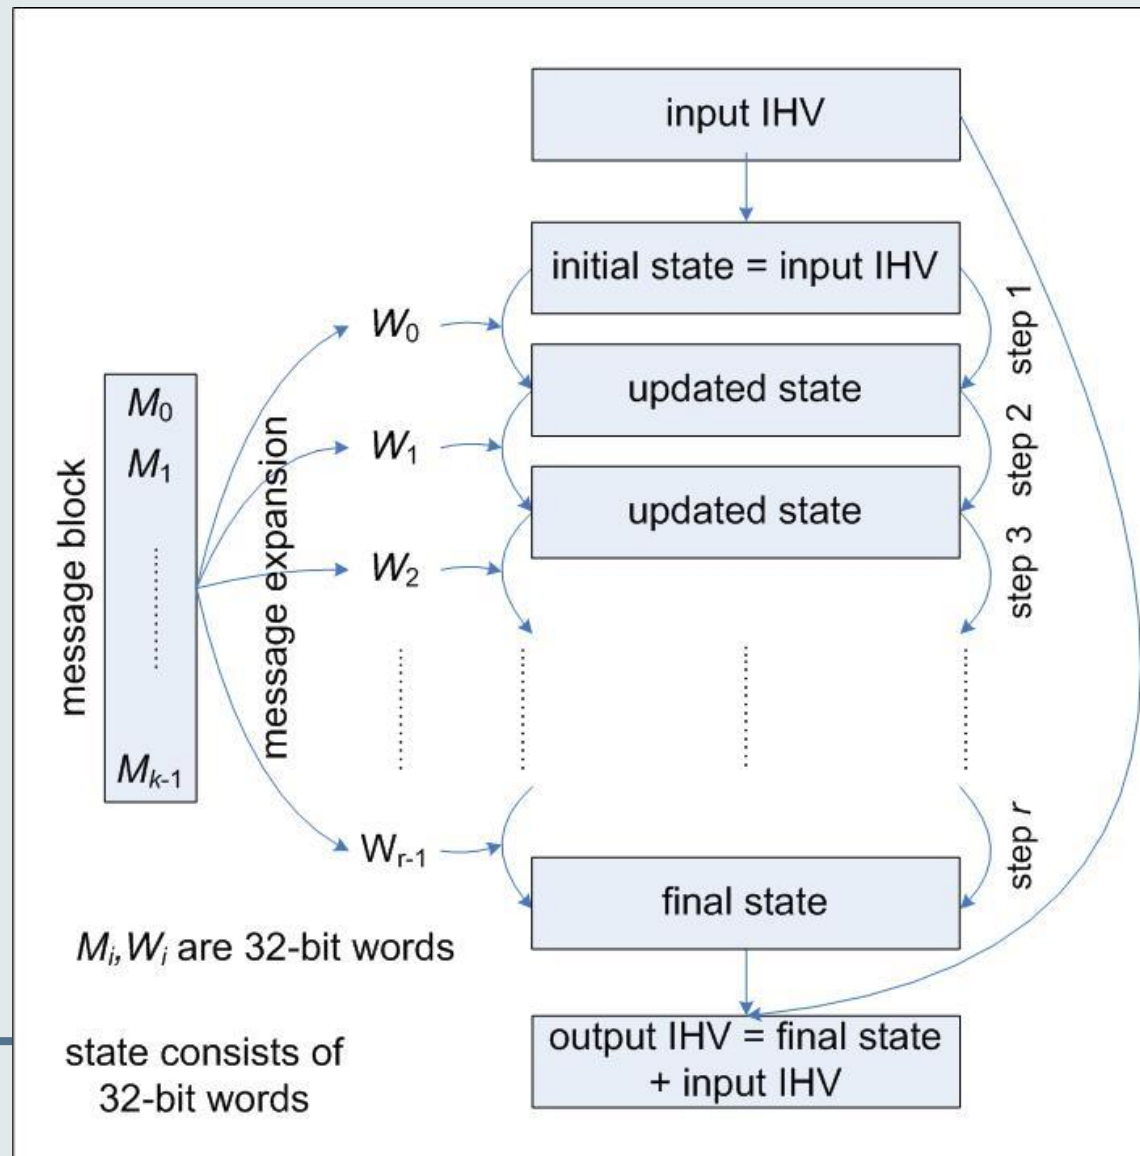 input IHV
initial state = input IHV
step 1
W₀
updated state
step 2
W₁
updated state
step 3
W₂
message block
M₀
M₁
Mₖ₋₁
message expansion
Wᵣ₋₁
step r
final state
Mᵢ,Wᵢ are 32-bit words
output IHV = final state
+ input IHV
state consists of
32-bit words